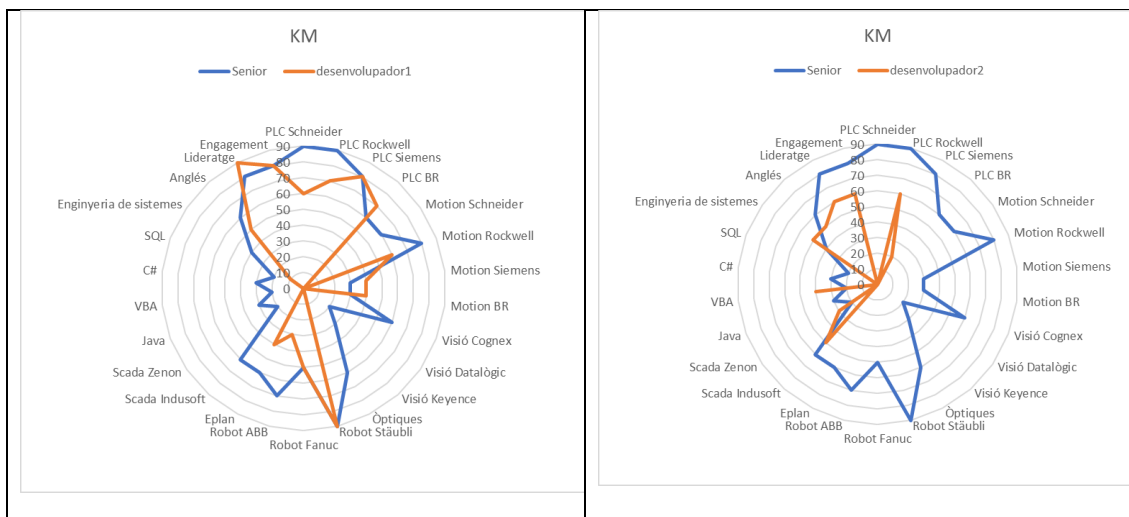 KM
Senior
desenvolupador1
PLC Schneider
PLC Rockwell
PLC Siemens
PLC BR
Motion Schneider
Motion Rockwell
Motion Siemens
Motion BR
Visió Cognex
Visió Datalògic
Visió Keyence
Òptiques
Robot Stäubli
Robot Fanuc
Robot ABB
Eplan
Scada Indusoft
Scada Zenon
Java
VBA
C#
SQL
Enginyeria de sistemes
Anglés
Lideratge
Engagement
90
80
70
60
50
40
30
20
10
0
KM
Senior
desenvolupador2
PLC Schneider
PLC Rockwell
PLC Siemens
PLC BR
Motion Schneider
Motion Rockwell
Motion Siemens
Motion BR
Visió Cognex
Visió Datalògic
Visió Keyence
Òptiques
Robot Stäubli
Robot Fanuc
Robot ABB
Eplan
Scada Indusoft
Scada Zenon
Java
VBA
C#
SQL
Enginyeria de sistemes
Anglés
Lideratge
Engagement
90
80
70
60
50
40
30
20
10
0